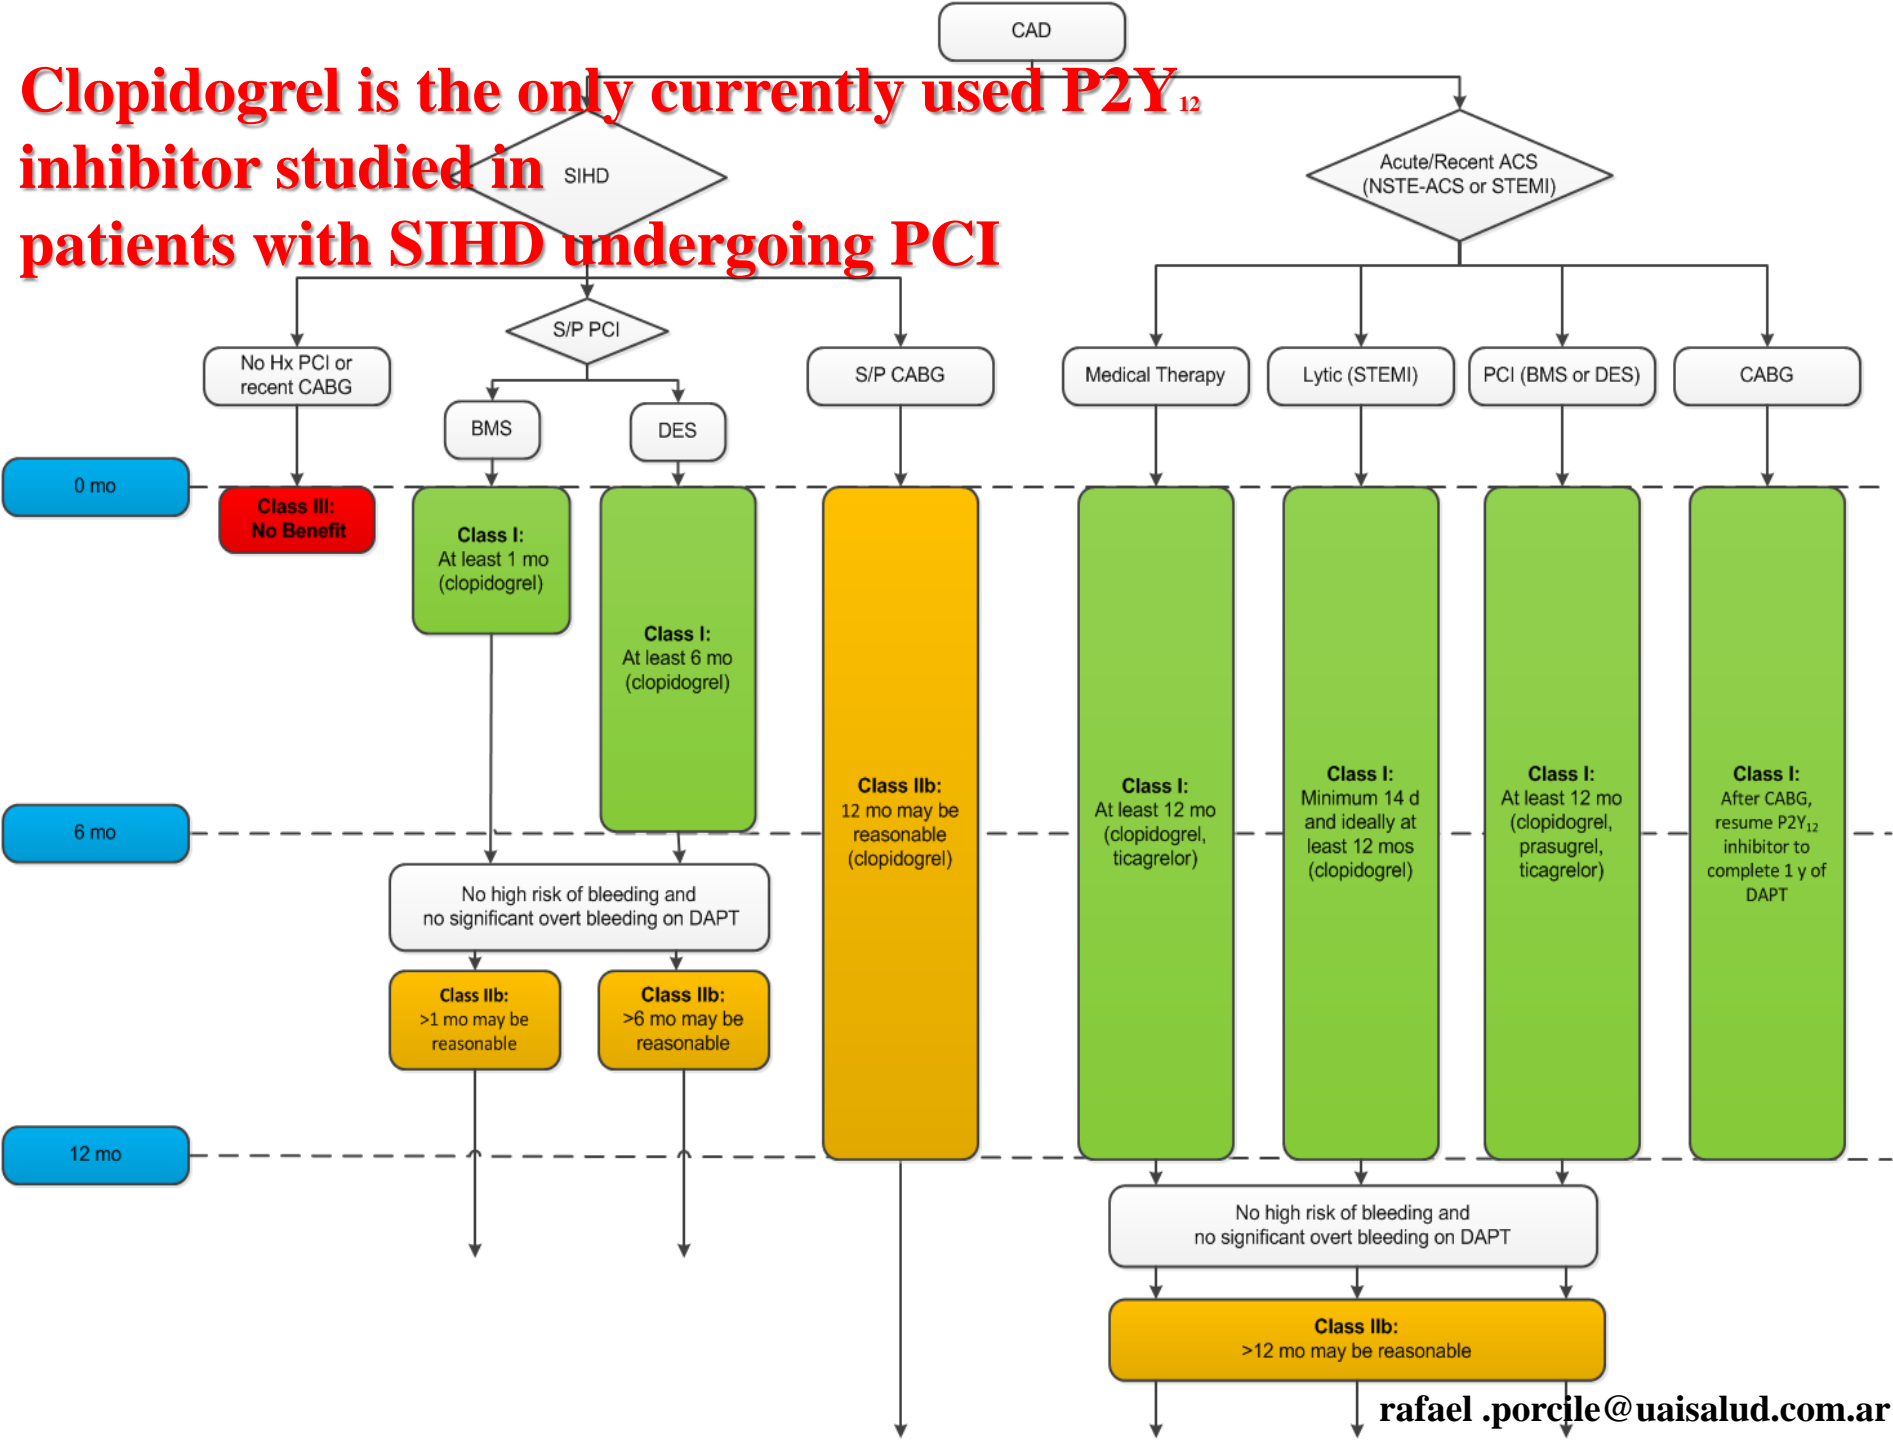 CAD
Clopidogrel is the only currently used P2Y12
inhibitor studied in
patients with SIHD undergoing PCI
SIHD
Acute/Recent ACS
(NSTE-ACS or STEMI)
S/P PCI
No Hx PCI or
recent CABG
S/P CABG
Medical Therapy
Lytic (STEMI)
PCI (BMS or DES)
CABG
BMS
DES
0 mo
Class III:
No Benefit
Class I:
At least 1 mo
(clopidogrel)
Class I:
At least 6 mo
(clopidogrel)
Class IIb:
12 mo may be
reasonable
(clopidogrel)
Class I:
At least 12 mo
(clopidogrel,
ticagrelor)
Class I:
Minimum 14 d
and ideally at
least 12 mos
(clopidogrel)
Class I:
At least 12 mo
(clopidogrel,
prasugrel,
ticagrelor)
Class I:
After CABG,
resume P2Y12
inhibitor to
complete 1 y of
DAPT
6 mo
No high risk of bleeding and
no significant overt bleeding on DAPT
Class IIb:
>1 mo may be
reasonable
Class IIb:
>6 mo may be
reasonable
12 mo
No high risk of bleeding and
no significant overt bleeding on DAPT
Class IIb:
>12 mo may be reasonable
rafael .porcile@uaisalud.com.ar